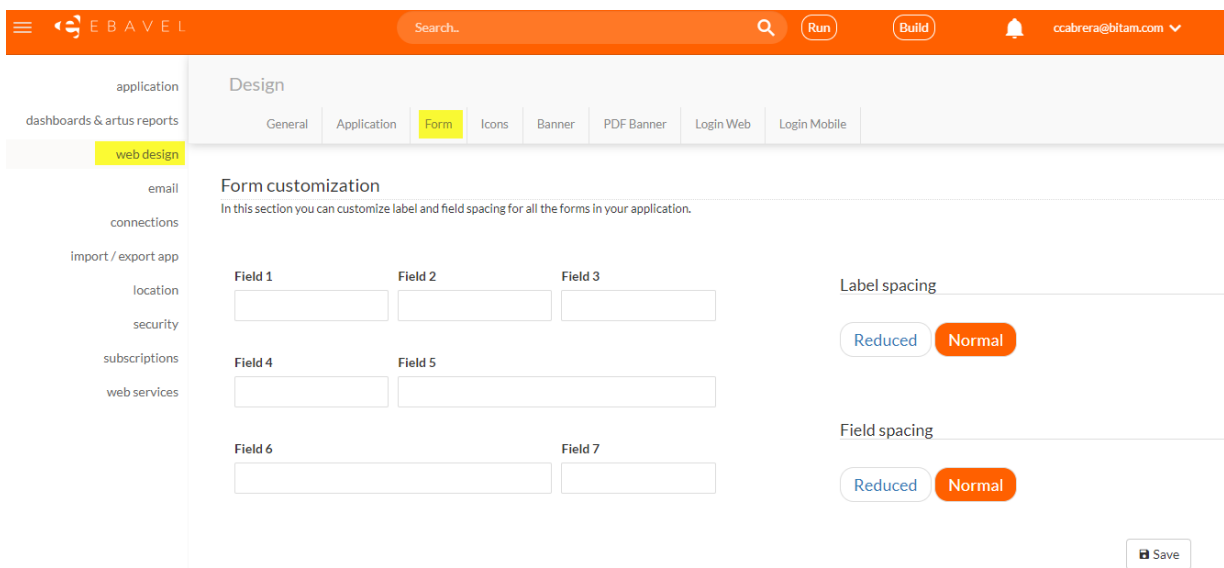 EBAVEL Search.. Run Build ccabrera@bitam.com
application
dashboards & artus reports
web design
email
connections
import / export app
location
security
subscriptions
web services
Design
General Application Form Icons Banner PDF Banner Login Web Login Mobile
Form customization
In this section you can customize label and field spacing for all the forms in your application.
Field 1 Field 2 Field 3
Field 4 Field 5
Field 6 Field 7
Label spacing
Reduced Normal
Field spacing
Reduced Normal
Save